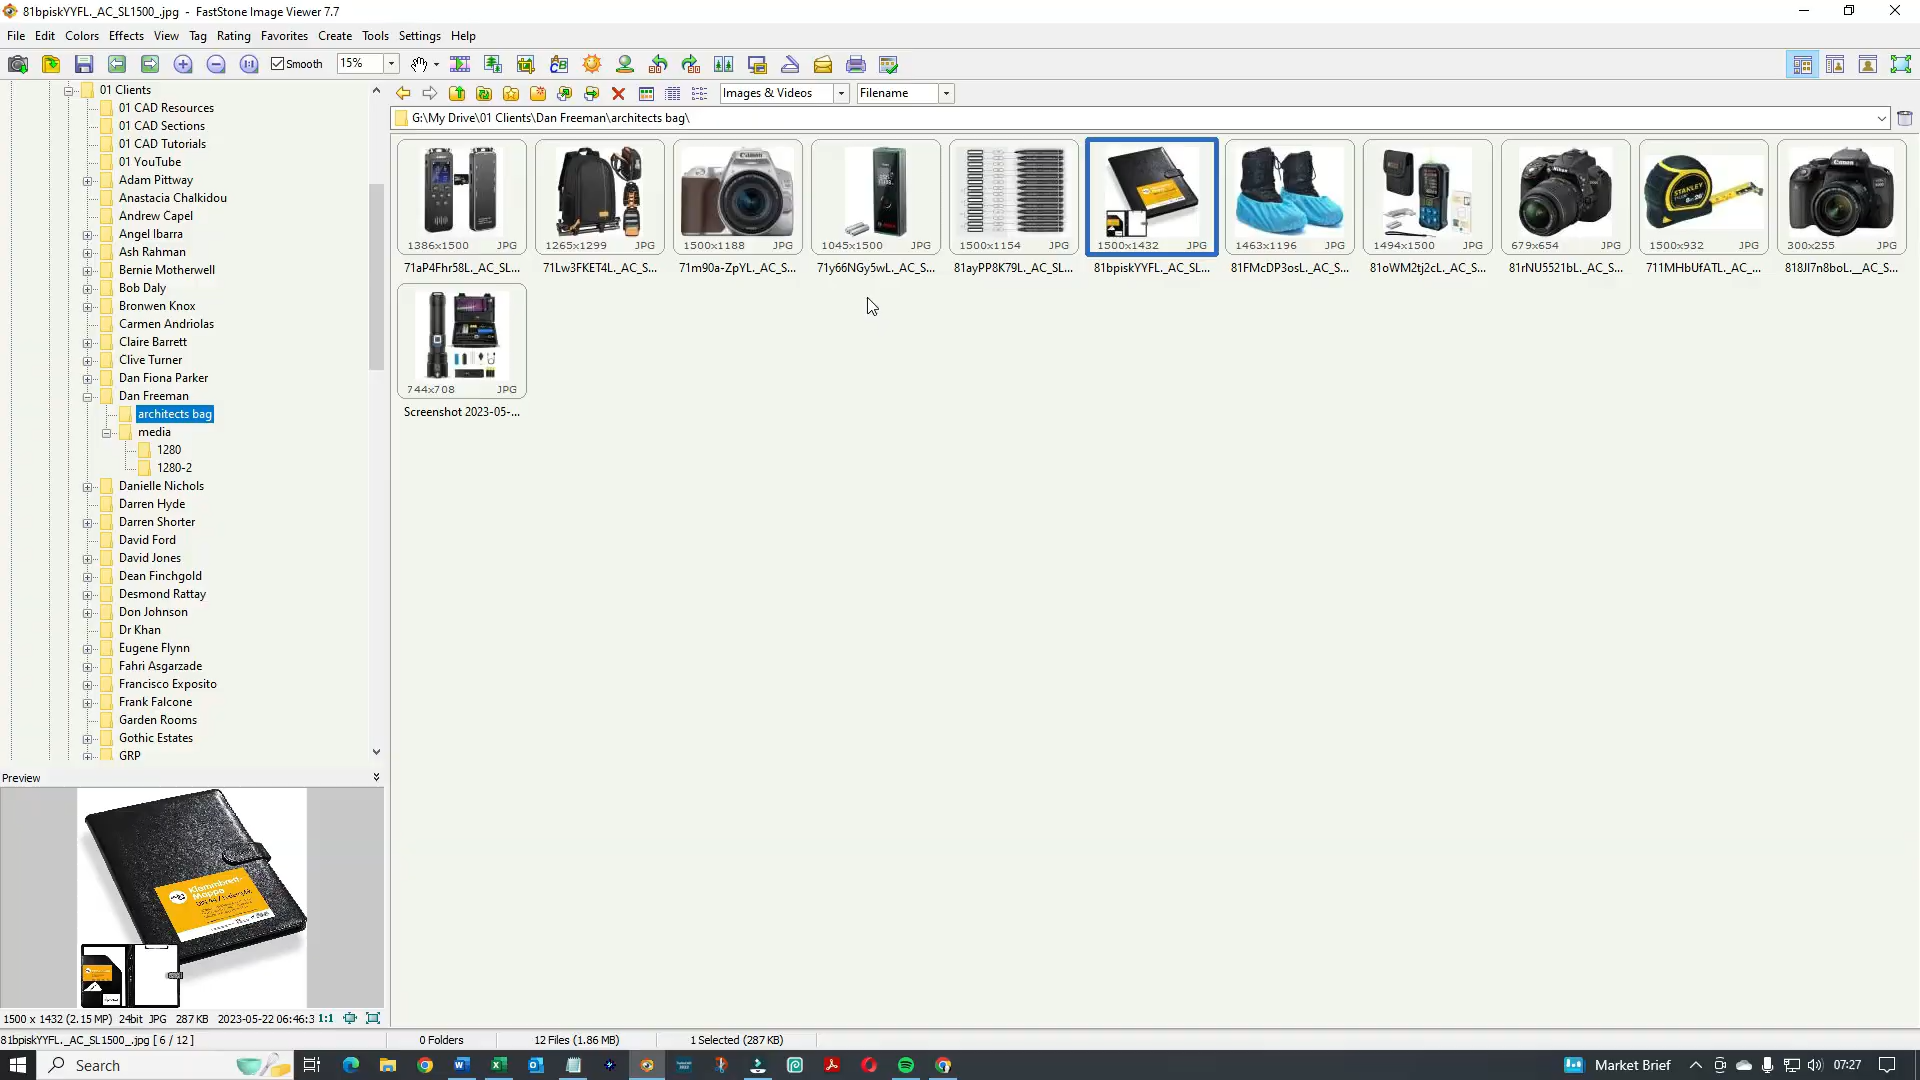 81bpiskYYFL._AC_SL1500_.jpg  -  FastStone Image Viewer 7.7
File Edit Colors Effects View Tag Rating Favorites Create Tools Settings Help
Smooth 15%
Images & Videos Filename
G:\My Drive\01 Clients\Dan Freeman\architects bag\
01 Clients
01 CAD Resources
01 CAD Sections
01 CAD Tutorials
01 YouTube
Adam Pittway
Anastacia Chalkidou
Andrew Capel
Angel Ibarra
Ash Rahman
Bernie Motherwell
Bob Daly
Bronwen Knox
Carmen Andriolas
Claire Barrett
Clive Turner
Dan Fiona Parker
Dan Freeman
architects bag
media
1280
1280-2
Danielle Nichols
Darren Hyde
Darren Shorter
David Ford
David Jones
Dean Finchgold
Desmond Rattay
Don Johnson
Dr Khan
Eugene Flynn
Fahri Asgarzade
Francisco Exposito
Frank Falcone
Garden Rooms
Gothic Estates
GRP
1386x1500 JPG
71aP4Fhr58L._AC_SL...
1265x1299 JPG
71Lw3FKET4L._AC_S...
Canon
1500x1188 JPG
71m90a-ZpYL._AC_S...
1045x1500 JPG
71y66NGy5wL._AC_S...
1500x1154 JPG
81ayPP8K79L._AC_SL...
1500x1432 JPG
81bpiskYYFL._AC_SL...
1463x1196 JPG
81FMcDP3osL._AC_S...
1494x1500 JPG
81oWM2tj2cL._AC_S...
Nikon
679x654 JPG
81rNU5521bL._AC_S...
STANLEY
1500x932 JPG
711MHbUfATL._AC_...
Canon
300x255 JPG
818JI7n8boL.__AC_S...
744x708 JPG
Screenshot 2023-05-...
Preview
Klemmbrett-
Mappe
1500 x 1432 (2.15 MP)  24bit  JPG  287 KB  2023-05-22 06:46:3 1:1
81bpiskYYFL._AC_SL1500_.jpg [ 6 / 12 ] 0 Folders 12 Files (1.86 MB) 1 Selected (287 KB)
Search Market Brief 07:27